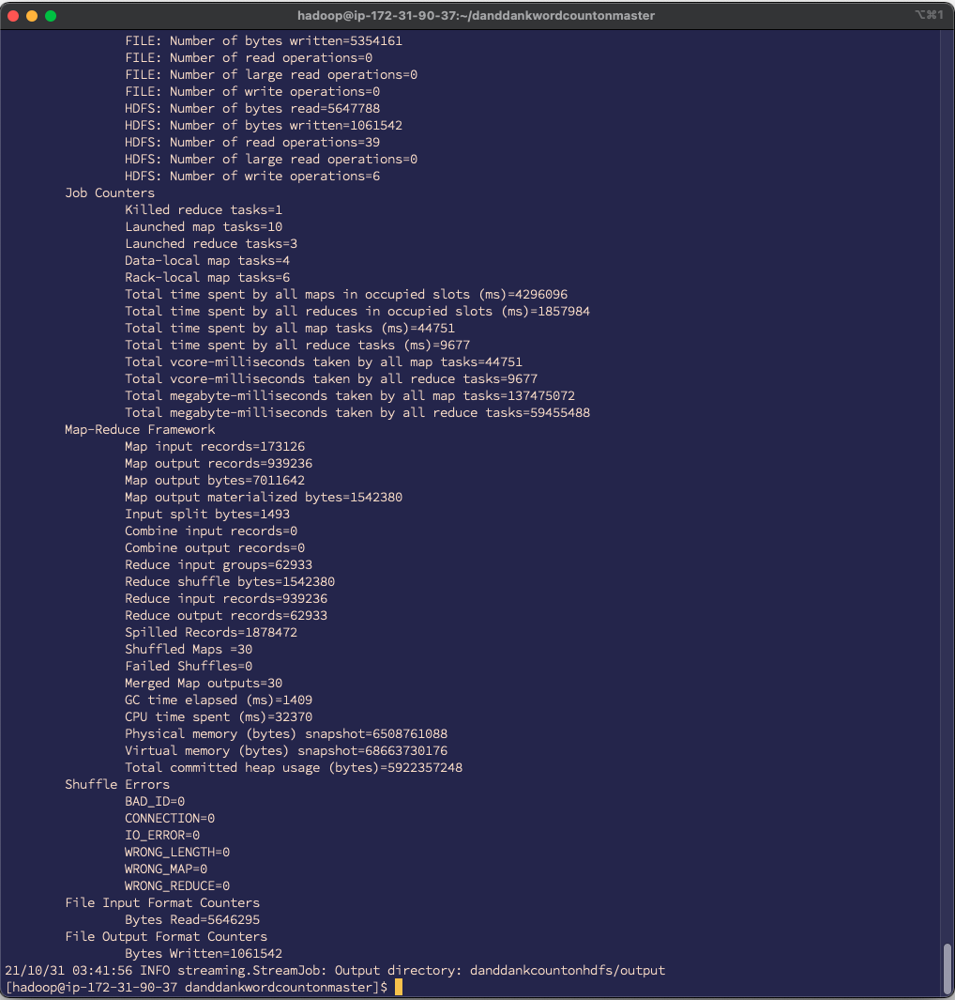 hadoop@ip-172-31-90-37:~/danddankwordcountonmaster
⌥⌘1
FILE: Number of bytes written=5354161
FILE: Number of read operations=0
FILE: Number of large read operations=0
FILE: Number of write operations=0
HDFS: Number of bytes read=5647788
HDFS: Number of bytes written=1061542
HDFS: Number of read operations=39
HDFS: Number of large read operations=0
HDFS: Number of write operations=6
Job Counters
Killed reduce tasks=1
Launched map tasks=10
Launched reduce tasks=3
Data-local map tasks=4
Rack-local map tasks=6
Total time spent by all maps in occupied slots (ms)=4296096
Total time spent by all reduces in occupied slots (ms)=1857984
Total time spent by all map tasks (ms)=44751
Total time spent by all reduce tasks (ms)=9677
Total vcore-milliseconds taken by all map tasks=44751
Total vcore-milliseconds taken by all reduce tasks=9677
Total megabyte-milliseconds taken by all map tasks=137475072
Total megabyte-milliseconds taken by all reduce tasks=59455488
Map-Reduce Framework
Map input records=173126
Map output records=939236
Map output bytes=7011642
Map output materialized bytes=1542380
Input split bytes=1493
Combine input records=0
Combine output records=0
Reduce input groups=62933
Reduce shuffle bytes=1542380
Reduce input records=939236
Reduce output records=62933
Spilled Records=1878472
Shuffled Maps =30
Failed Shuffles=0
Merged Map outputs=30
GC time elapsed (ms)=1409
CPU time spent (ms)=32370
Physical memory (bytes) snapshot=6508761088
Virtual memory (bytes) snapshot=68663730176
Total committed heap usage (bytes)=5922357248
Shuffle Errors
BAD_ID=0
CONNECTION=0
IO_ERROR=0
WRONG_LENGTH=0
WRONG_MAP=0
WRONG_REDUCE=0
File Input Format Counters
Bytes Read=5646295
File Output Format Counters
Bytes Written=1061542
21/10/31 03:41:56 INFO streaming.StreamJob: Output directory: danddankcountonhdfs/output
[hadoop@ip-172-31-90-37 danddankwordcountonmaster]$